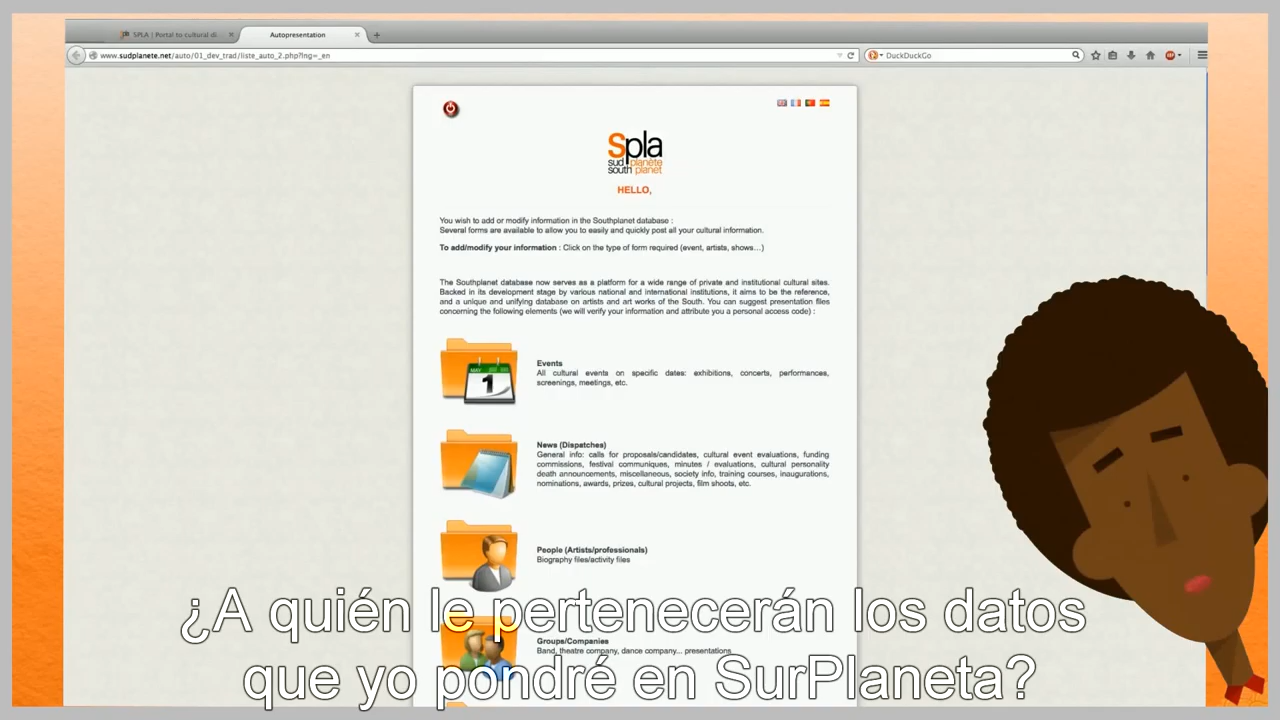 SPLA | Portal to cultural di...
Autopresentation
www.sudplanete.net/auto/01_dev_trad/liste_auto_2.php?lng=_en
DuckDuckGo
Spla
sud planète
south planet
HELLO,
You wish to add or modify information in the Southplanet database :
Several forms are available to allow you to easily and quickly post all your cultural information.
To add/modify your information : Click on the type of form required (event, artists, shows...)
The Southplanet database now serves as a platform for a wide range of private and institutional cultural sites.
Backed in its development stage by various national and international institutions, it aims to be the reference,
and a unique and unifying database on artists and art works of the South. You can suggest presentation files
concerning the following elements (we will verify your information and attribute you a personal access code) :
MAY
1
Events
All cultural events on specific dates: exhibitions, concerts, performances,
screenings, meetings, etc.
News (Dispatches)
General info: calls for proposals/candidates, cultural event evaluations, funding
commissions, festival communiques, minutes / evaluations, cultural personality
death announcements, miscellaneous, society info, training courses, inaugurations,
nominations, awards, prizes, cultural projects, film shoots, etc.
People (Artists/professionals)
Biography files/activity files
Groups/Companies
Band, theatre company, dance company... presentations
¿A quién le pertenecerán los datos
que yo pondré en SurPlaneta?